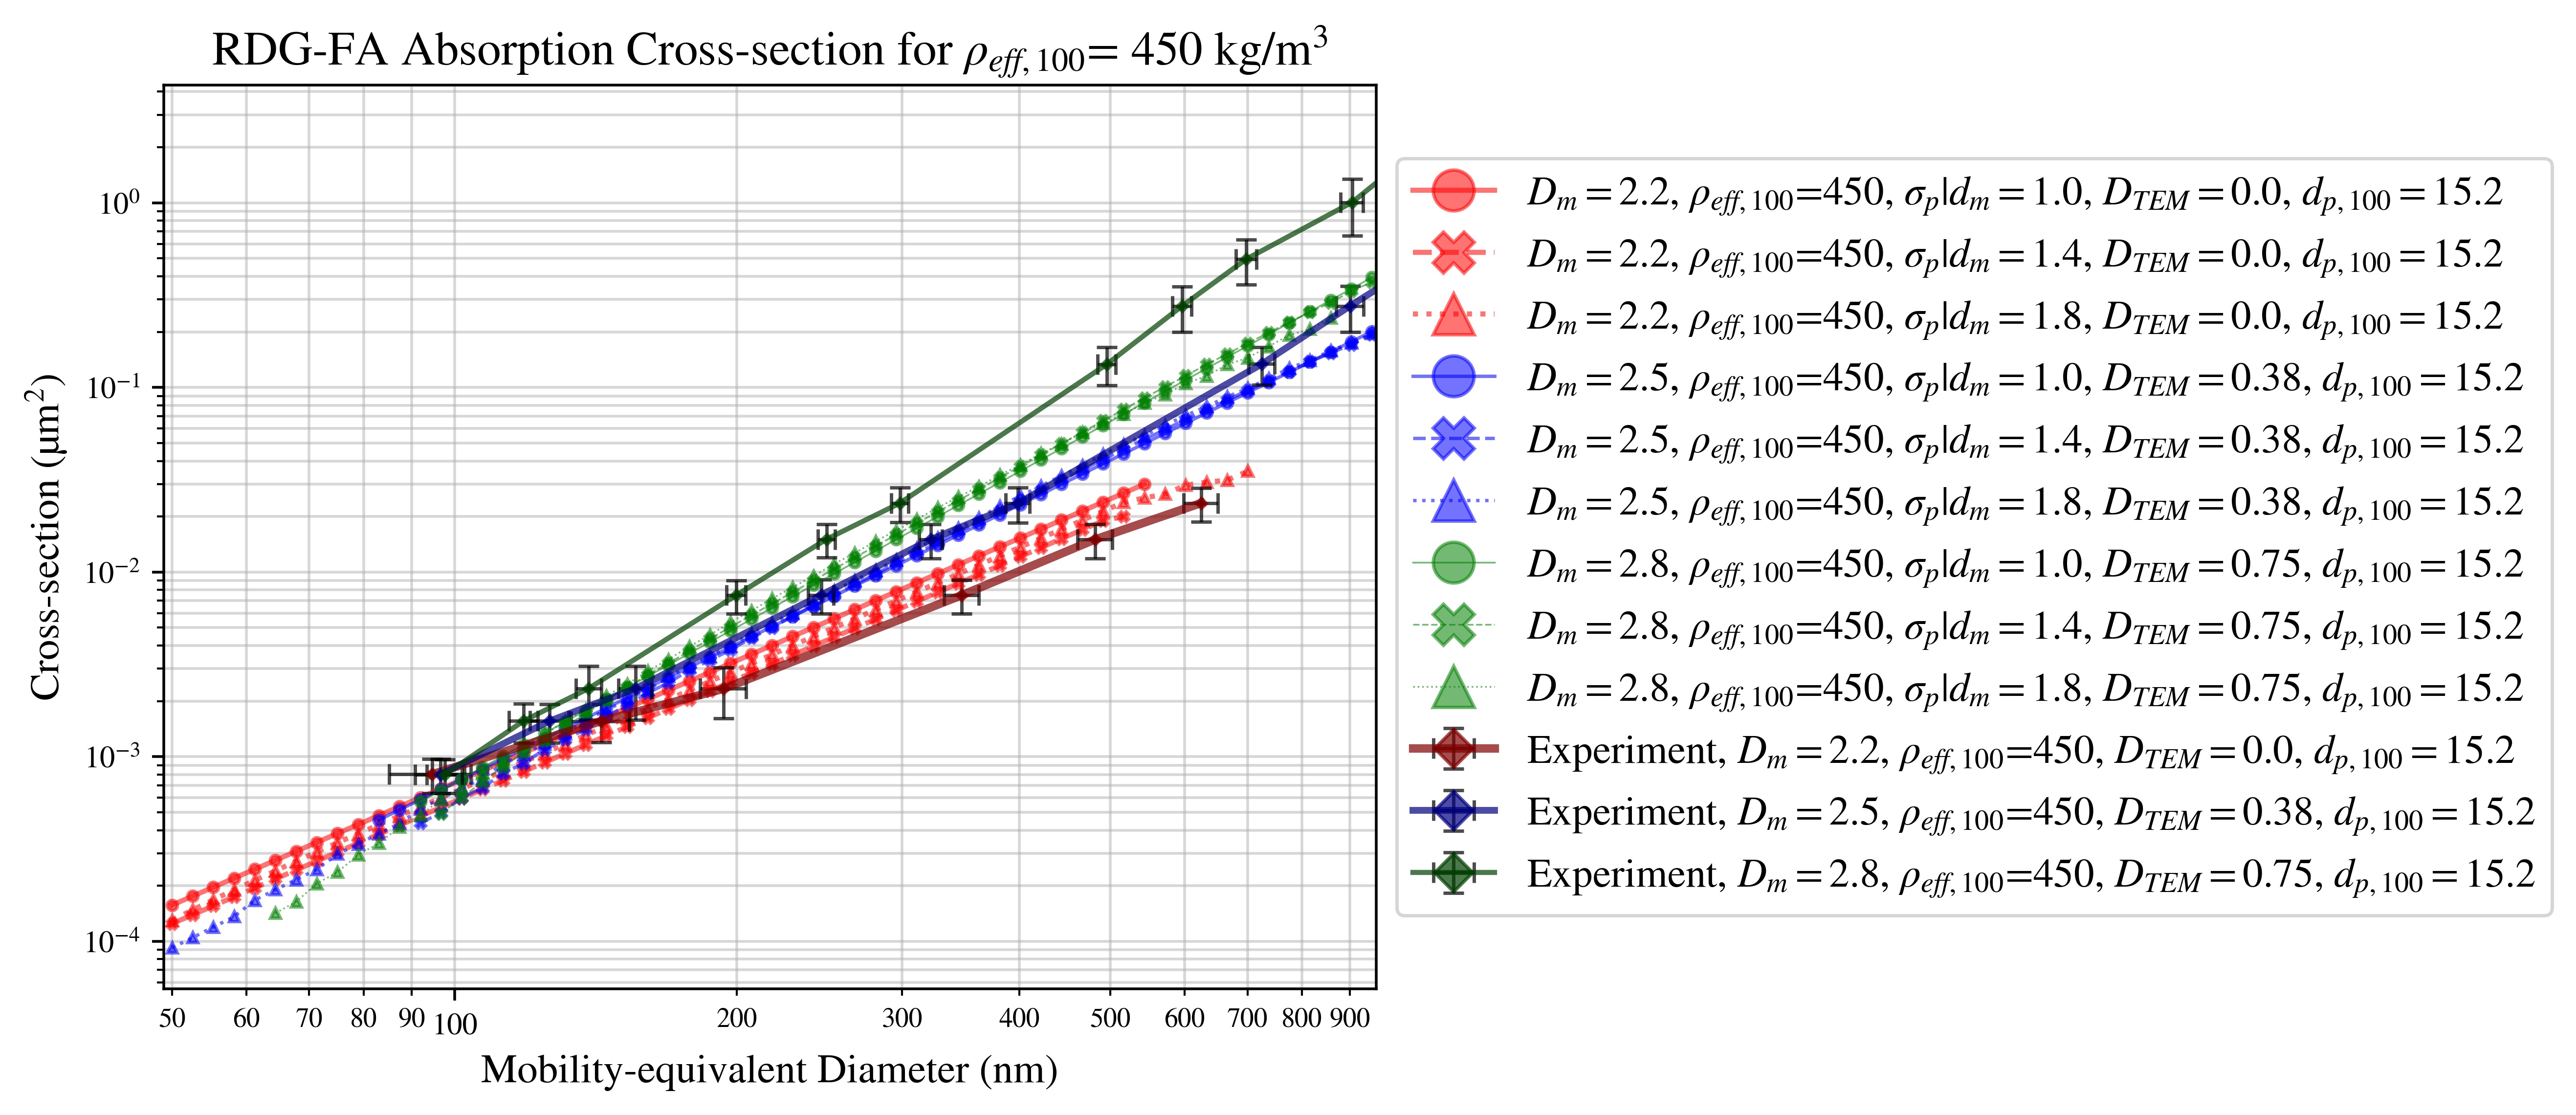 RDG-FA Absorption Cross-section for ρeff,100= 450 kg/m³
Cross-section (μm²)
10⁰
10⁻¹
10⁻²
10⁻³
10⁻⁴
50 60 70 80 90 100 200 300 400 500 600 700 800 900
Mobility-equivalent Diameter (nm)
Dm = 2.2, ρeff,100=450, σp|dm = 1.0, DTEM = 0.0, dp,100 = 15.2
Dm = 2.2, ρeff,100=450, σp|dm = 1.4, DTEM = 0.0, dp,100 = 15.2
Dm = 2.2, ρeff,100=450, σp|dm = 1.8, DTEM = 0.0, dp,100 = 15.2
Dm = 2.5, ρeff,100=450, σp|dm = 1.0, DTEM = 0.38, dp,100 = 15.2
Dm = 2.5, ρeff,100=450, σp|dm = 1.4, DTEM = 0.38, dp,100 = 15.2
Dm = 2.5, ρeff,100=450, σp|dm = 1.8, DTEM = 0.38, dp,100 = 15.2
Dm = 2.8, ρeff,100=450, σp|dm = 1.0, DTEM = 0.75, dp,100 = 15.2
Dm = 2.8, ρeff,100=450, σp|dm = 1.4, DTEM = 0.75, dp,100 = 15.2
Dm = 2.8, ρeff,100=450, σp|dm = 1.8, DTEM = 0.75, dp,100 = 15.2
Experiment, Dm = 2.2, ρeff,100=450, DTEM = 0.0, dp,100 = 15.2
Experiment, Dm = 2.5, ρeff,100=450, DTEM = 0.38, dp,100 = 15.2
Experiment, Dm = 2.8, ρeff,100=450, DTEM = 0.75, dp,100 = 15.2